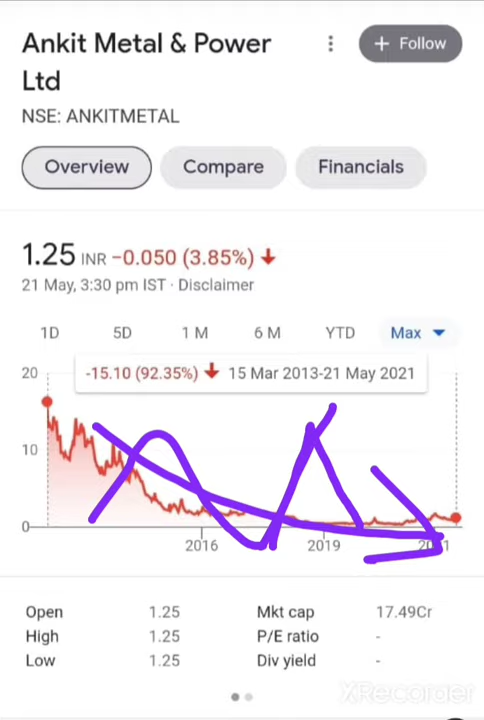 Ankit Metal & Power
Ltd
+ Follow
NSE: ANKITMETAL
Overview Compare Financials
1.25 INR −0.050 (3.85%)
21 May, 3:30 pm IST · Disclaimer
1D 5D 1 M 6 M YTD Max
-15.10 (92.35%) 15 Mar 2013-21 May 2021
20
10
0
2016 2019
Open 1.25 Mkt cap 17.49Cr
High 1.25 P/E ratio -
Low 1.25 Div yield -
XRecorder